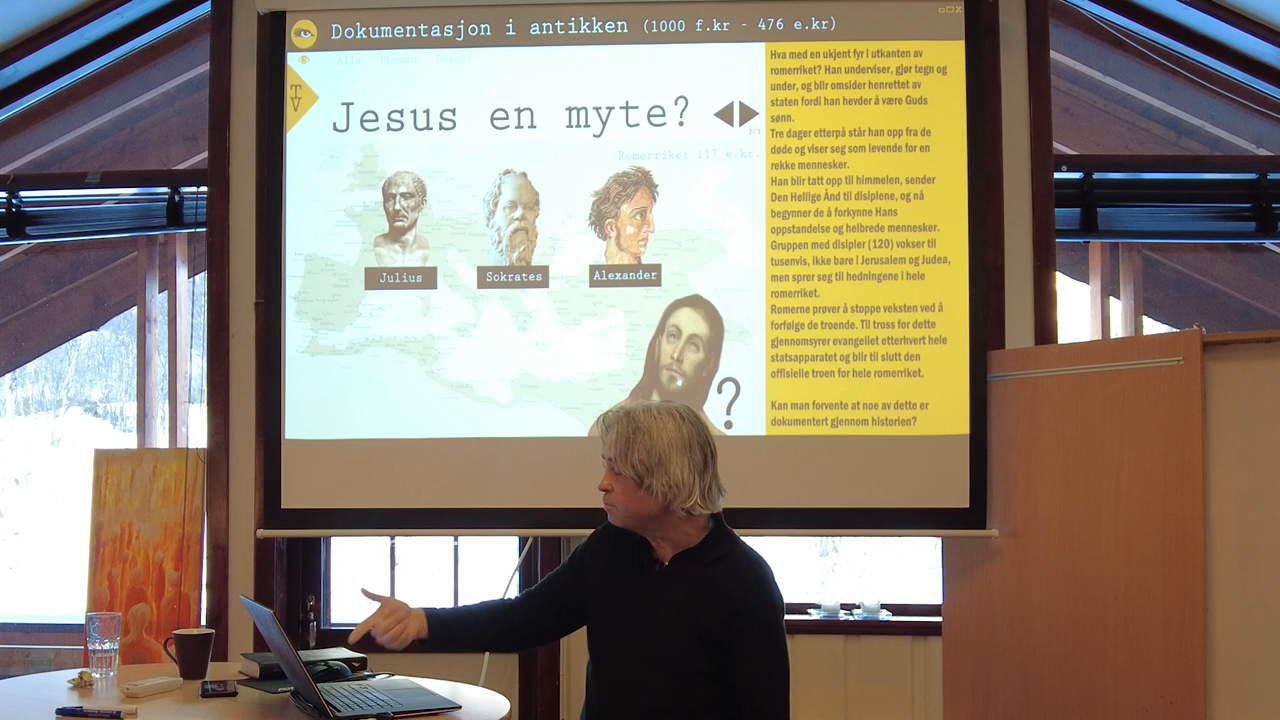 Dokumentasjon i antikken (1000 f.kr - 476 e.kr)
TV
Jesus en myte?
2/3
Romerriket 117 e.kr.
Julius
Sokrates
Alexander
?
Hva med en ukjent fyr i utkanten av
romerriket? Han underviser, gjør tegn og
under, og blir omsider henrettet av
staten fordi han hevder å være Guds
sønn.
Tre dager etterpå står han opp fra de
døde og viser seg som levende for en
rekke mennesker.
Han blir tatt opp til himmelen, sender
Den Hellige Ånd til disiplene, og nå
begynner de å forkynne Hans
oppstandelse og helbrede mennesker.
Gruppen med disipler (120) vokser til
tusenvis, Ikke bare i Jerusalem og Judea,
men sprer seg til hedningene i hele
romerriket.
Romerne prøver å stoppe veksten ved å
forfølge de troende. Til tross for dette
gjennomsyrer evangeliet etterhvert hele
statsapparatet og blir til slutt den
offisielle troen for hele romerriket.
Kan man forvente at noe av dette er
dokumentert gjennom historien?